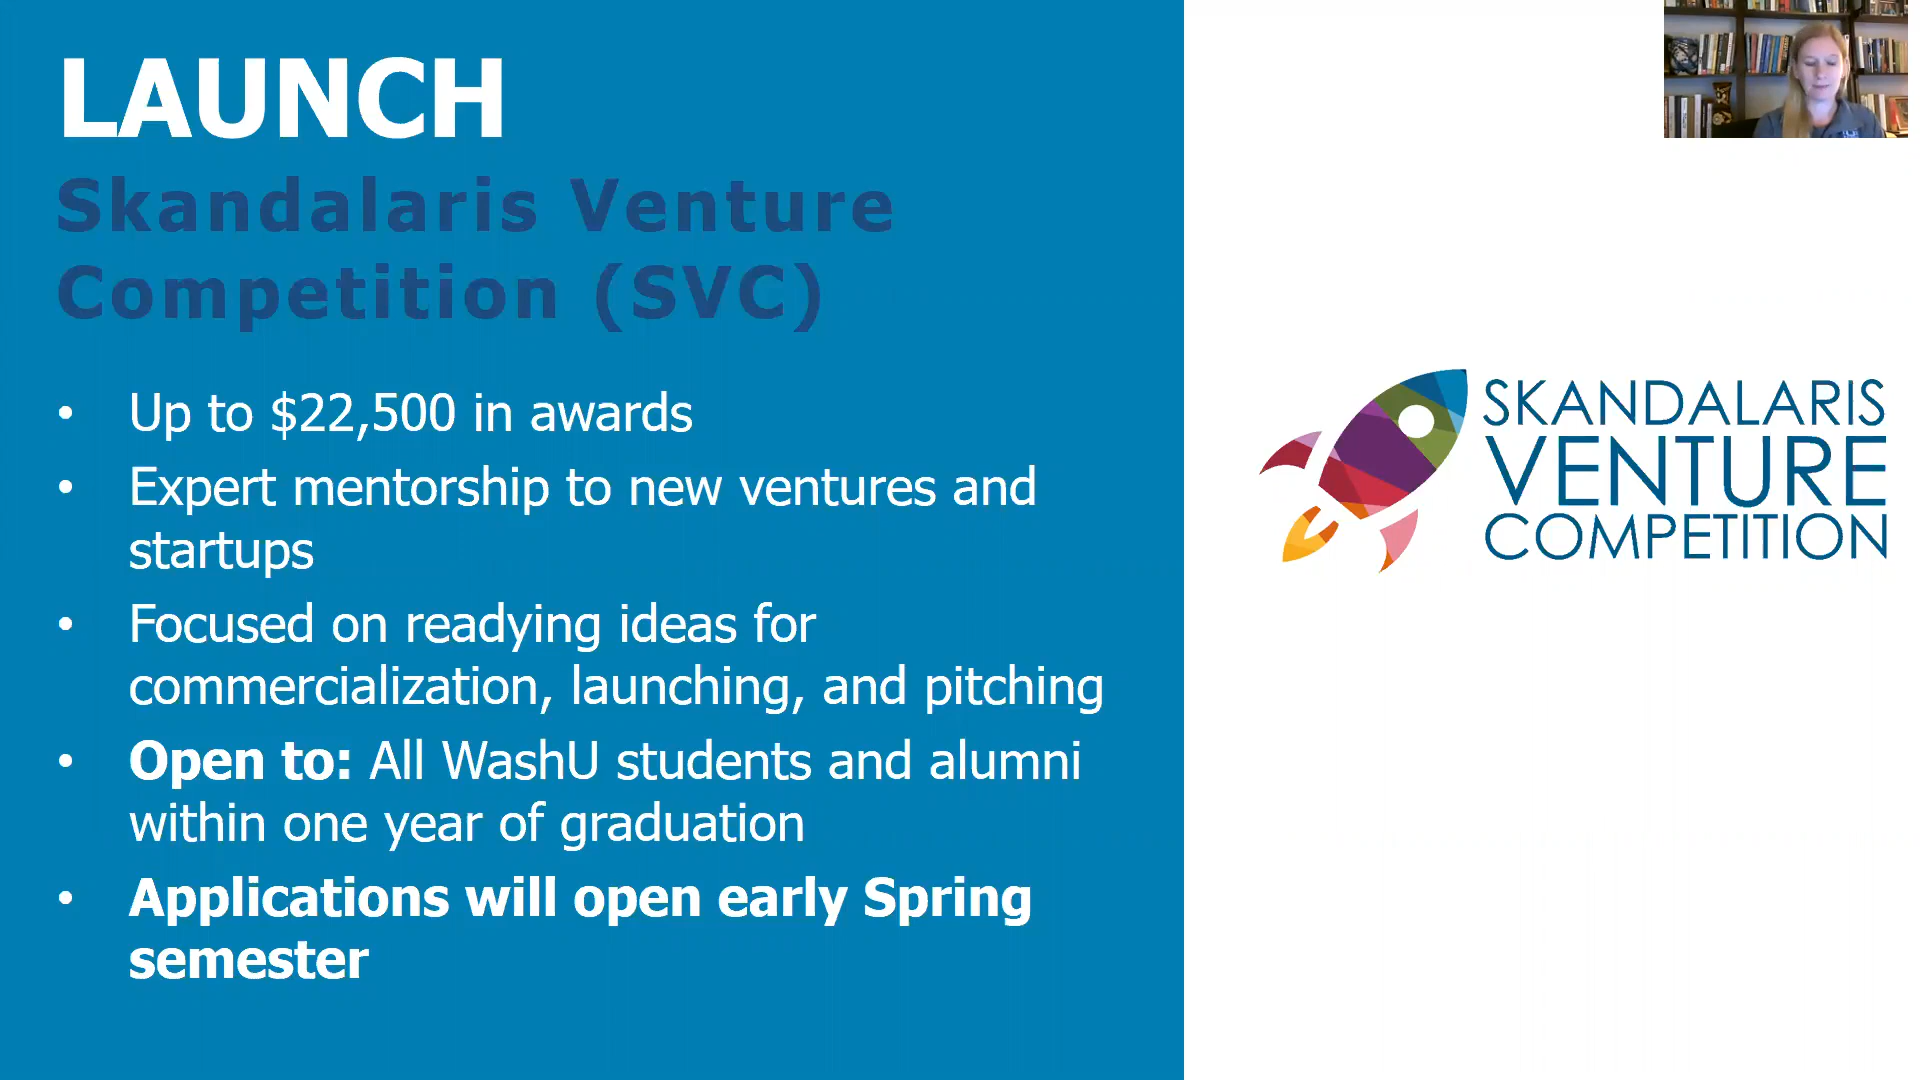 LAUNCH
Skandalaris Venture
Competition (SVC)
• Up to $22,500 in awards
• Expert mentorship to new ventures and
startups
• Focused on readying ideas for
commercialization, launching, and pitching
• Open to: All WashU students and alumni
within one year of graduation
• Applications will open early Spring
semester
SKANDALARIS
VENTURE
COMPETITION